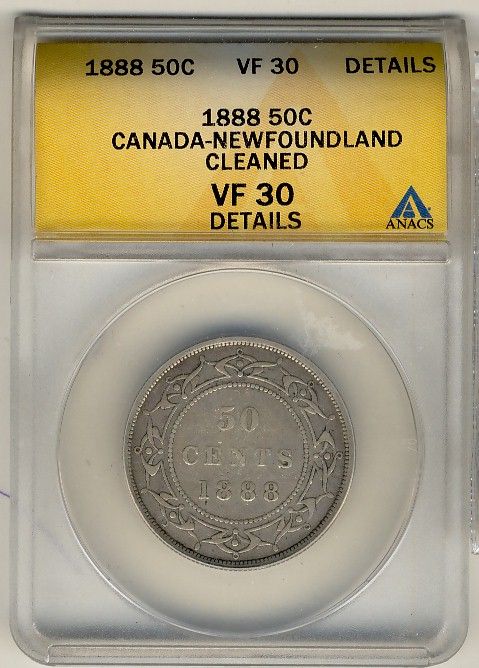 1888 50C VF 30 DETAILS
1888 50C
CANADA-NEWFOUNDLAND
CLEANED
VF 30
DETAILS
ANACS
50
CENTS
1888